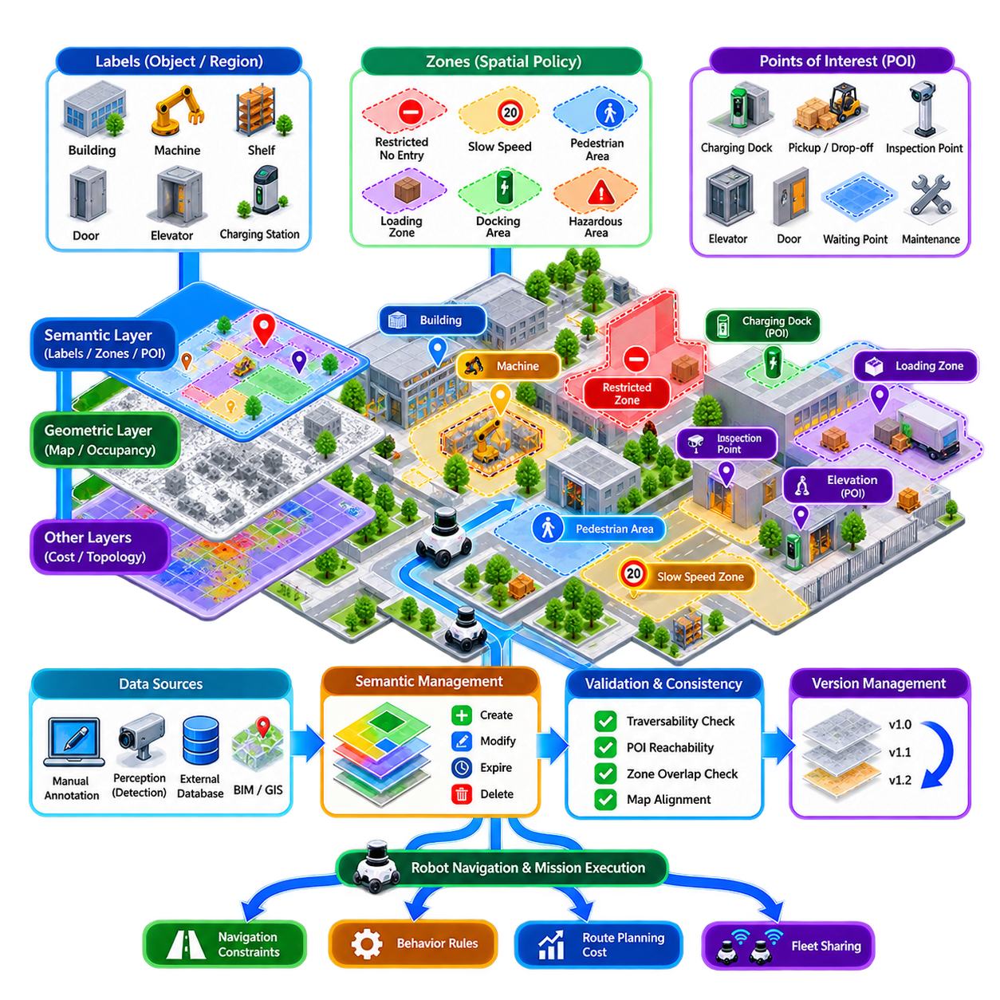 Labels (Object / Region)
Building
Machine
Shelf
Door
Elevator
Charging Station
Zones (Spatial Policy)
Restricted
No Entry
20
Slow Speed
Pedestrian
Area
Loading
Zone
Docking
Area
Hazardous
Area
Points of Interest (POI)
Charging Dock
Pickup / Drop-off
Inspection Point
Elevator
Door
Waiting Point
Maintenance
Semantic Layer
(Labels / Zones / POI)
Geometric Layer
(Map / Occupancy)
Other Layers
(Cost / Topology)
Building
Machine
Restricted
Zone
Charging Dock
(POI)
Loading Zone
Inspection
Point
Elevation
(POI)
Pedestrian Area
20
Slow Speed Zone
Data Sources
Manual
Annotation
Perception
(Detection)
External
Database
BIM / GIS
Semantic Management
Create
Modify
Expire
Delete
Validation & Consistency
Traversability Check
POI Reachability
Zone Overlap Check
Map Alignment
Version Management
v1.0
v1.1
v1.2
Robot Navigation & Mission Execution
Navigation
Constraints
Behavior Rules
Route Planning
Cost
Fleet Sharing